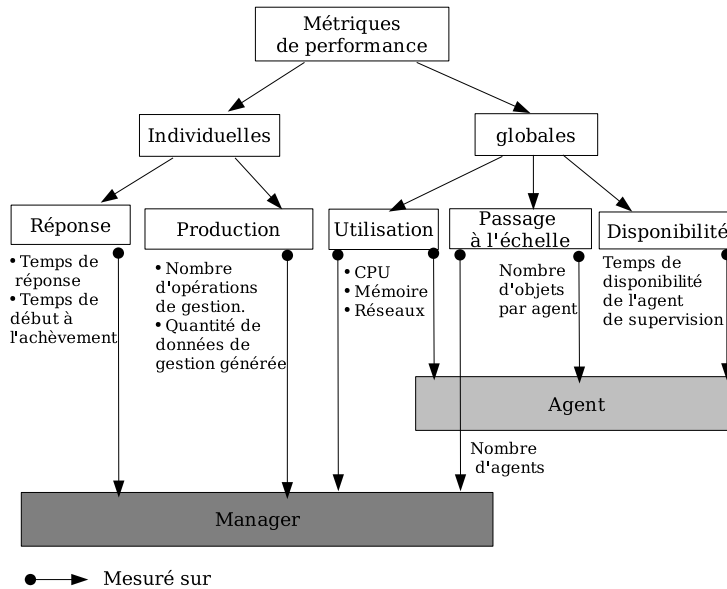 Métriques
de performance
Individuelles
globales
Réponse
Production
Utilisation
Passage
à l'échelle
Disponibilité
• Temps de
réponse
• Temps de
début à
l'achèvement
• Nombre
d'opérations
de gestion.
• Quantité de
données de
gestion générée
• CPU
• Mémoire
• Réseaux
Nombre
d'objets
par agent
Temps de
disponibilité
de l'agent
de supervision
Agent
Nombre
d'agents
Manager
Mesuré sur